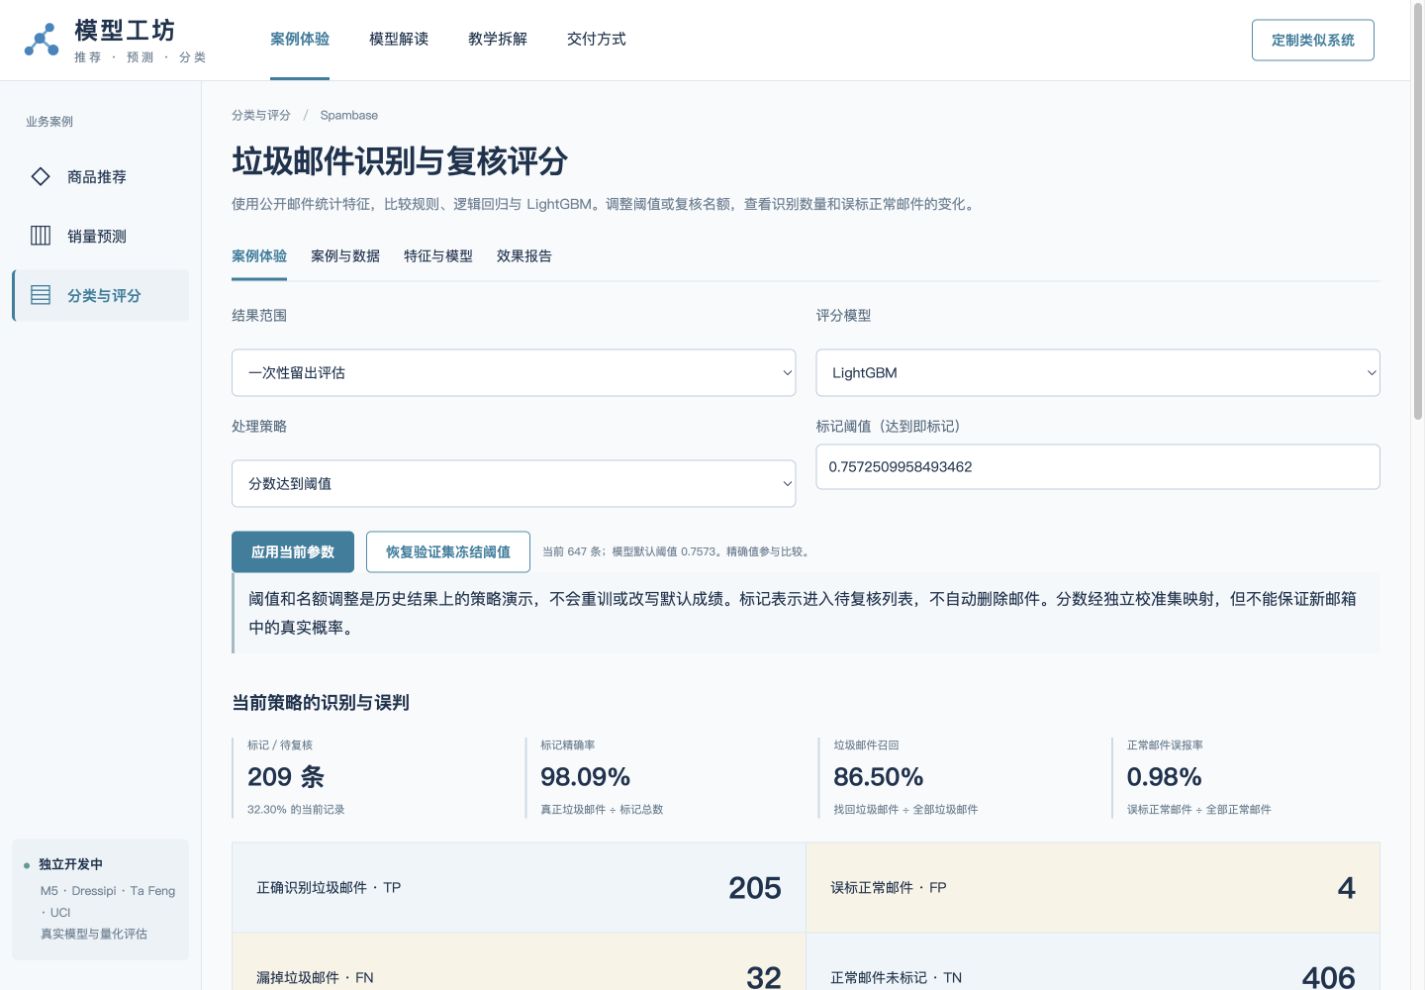 模型工坊
推荐 · 预测 · 分类
案例体验
模型解读
教学拆解
交付方式
定制类似系统
业务案例
商品推荐
销量预测
分类与评分
独立开发中
M5 · Dressipi · Ta Feng
· UCI
真实模型与量化评估
分类与评分 / Spambase
垃圾邮件识别与复核评分
使用公开邮件统计特征，比较规则、逻辑回归与 LightGBM。调整阈值或复核名额，查看识别数量和误标正常邮件的变化。
案例体验
案例与数据
特征与模型
效果报告
结果范围
一次性留出评估
评分模型
LightGBM
处理策略
分数达到阈值
标记阈值（达到即标记）
0.7572509958493462
应用当前参数
恢复验证集冻结阈值
当前 647 条；模型默认阈值 0.7573。精确值参与比较。
阈值和名额调整是历史结果上的策略演示，不会重训或改写默认成绩。标记表示进入待复核列表，不自动删除邮件。分数经独立校准集映射，但不能保证新邮箱
中的真实概率。
当前策略的识别与误判
标记 / 待复核
209 条
32.30% 的当前记录
标记精确率
98.09%
真正垃圾邮件 ÷ 标记总数
垃圾邮件召回
86.50%
找回垃圾邮件 ÷ 全部垃圾邮件
正常邮件误报率
0.98%
误标正常邮件 ÷ 全部正常邮件
正确识别垃圾邮件 · TP
205
误标正常邮件 · FP
4
漏掉垃圾邮件 · FN
32
正常邮件未标记 · TN
406